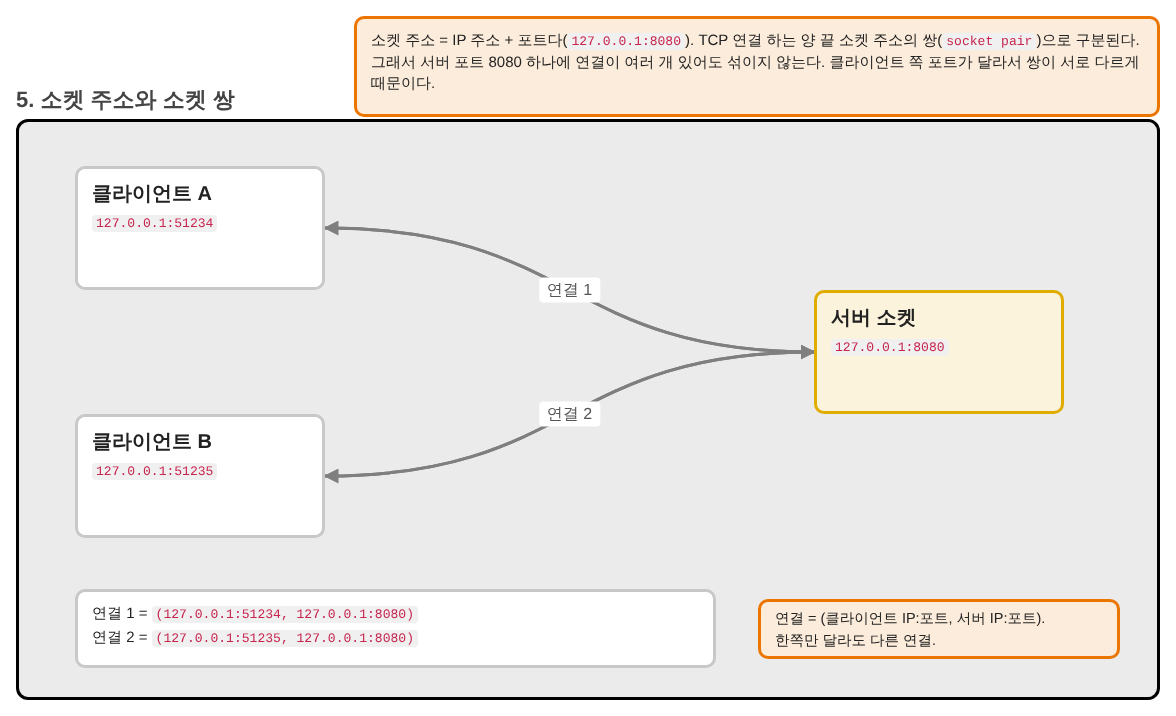 소켓 주소 = IP 주소 + 포트다(127.0.0.1:8080). TCP 연결 하는 양 끝 소켓 주소의 쌍(socket pair)으로 구분된다.
그래서 서버 포트 8080 하나에 연결이 여러 개 있어도 섞이지 않는다. 클라이언트 쪽 포트가 달라서 쌍이 서로 다르게
때문이다.
5. 소켓 주소와 소켓 쌍
클라이언트 A
127.0.0.1:51234
연결 1
서버 소켓
127.0.0.1:8080
연결 2
클라이언트 B
127.0.0.1:51235
연결 1 = (127.0.0.1:51234, 127.0.0.1:8080)
연결 2 = (127.0.0.1:51235, 127.0.0.1:8080)
연결 = (클라이언트 IP:포트, 서버 IP:포트).
한쪽만 달라도 다른 연결.